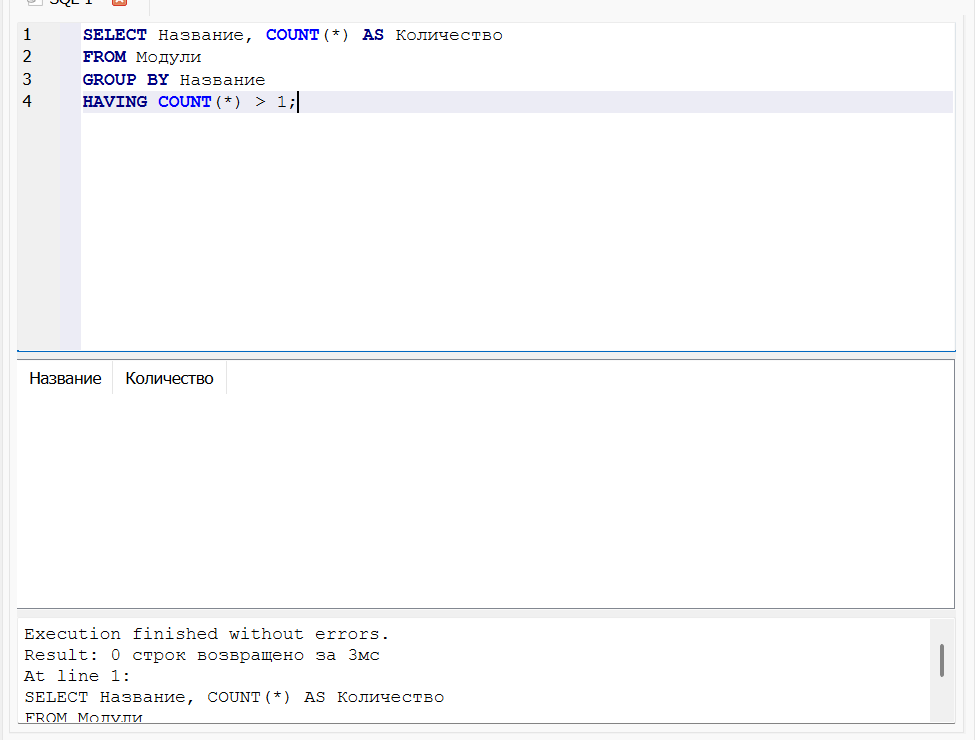 SQL 1
1 SELECT Название, COUNT(*) AS Количество
2 FROM Модули
3 GROUP BY Название
4 HAVING COUNT(*) > 1;
Название Количество
Execution finished without errors.
Result: 0 строк возвращено за 3мс
At line 1:
SELECT Название, COUNT(*) AS Количество
FROM Модули